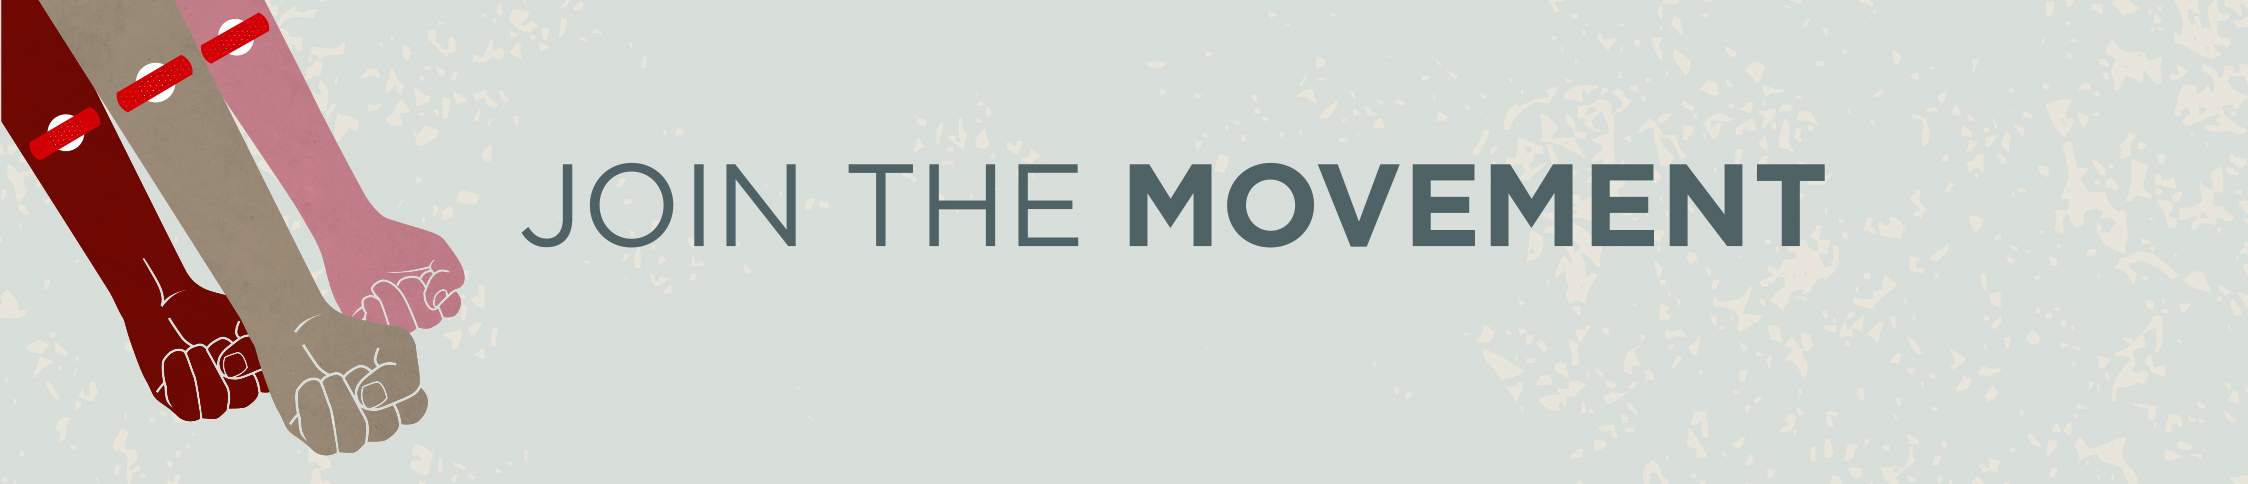 JOIN THE MOVEMENT